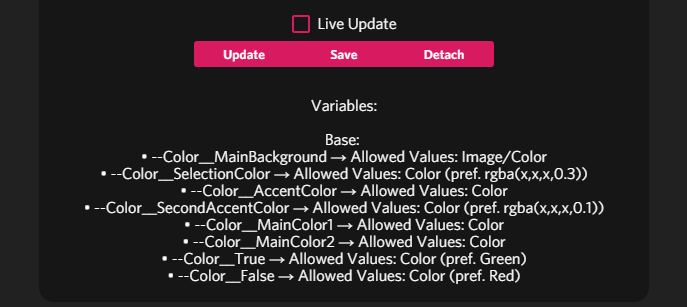 Live Update
Update Save Detach
Variables:
Base:
• --Color__MainBackground → Allowed Values: Image/Color
• --Color__SelectionColor → Allowed Values: Color (pref. rgba(x,x,x,0.3))
• --Color__AccentColor → Allowed Values: Color
• --Color__SecondAccentColor → Allowed Values: Color (pref. rgba(x,x,x,0.1))
• --Color__MainColor1 → Allowed Values: Color
• --Color__MainColor2 → Allowed Values: Color
• --Color__True → Allowed Values: Color (pref. Green)
• --Color__False → Allowed Values: Color (pref. Red)